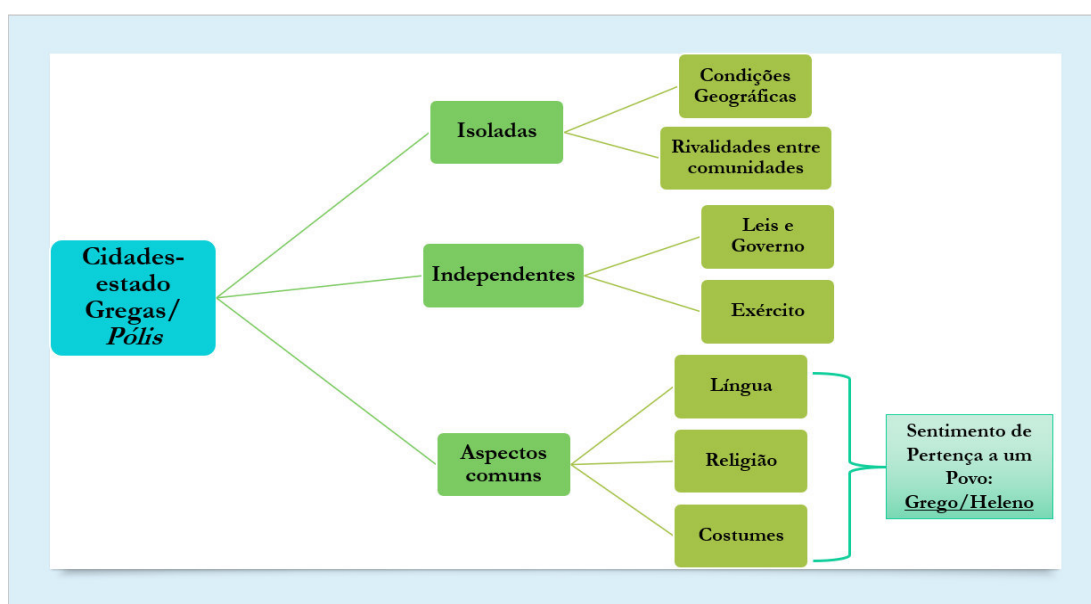 Cidades-
estado
Gregas/
Pólis
Isoladas
Condições
Geográficas
Rivalidades entre
comunidades
Independentes
Leis e
Governo
Exército
Aspectos
comuns
Língua
Religião
Costumes
Sentimento de
Pertença a um
Povo:
Grego/Heleno